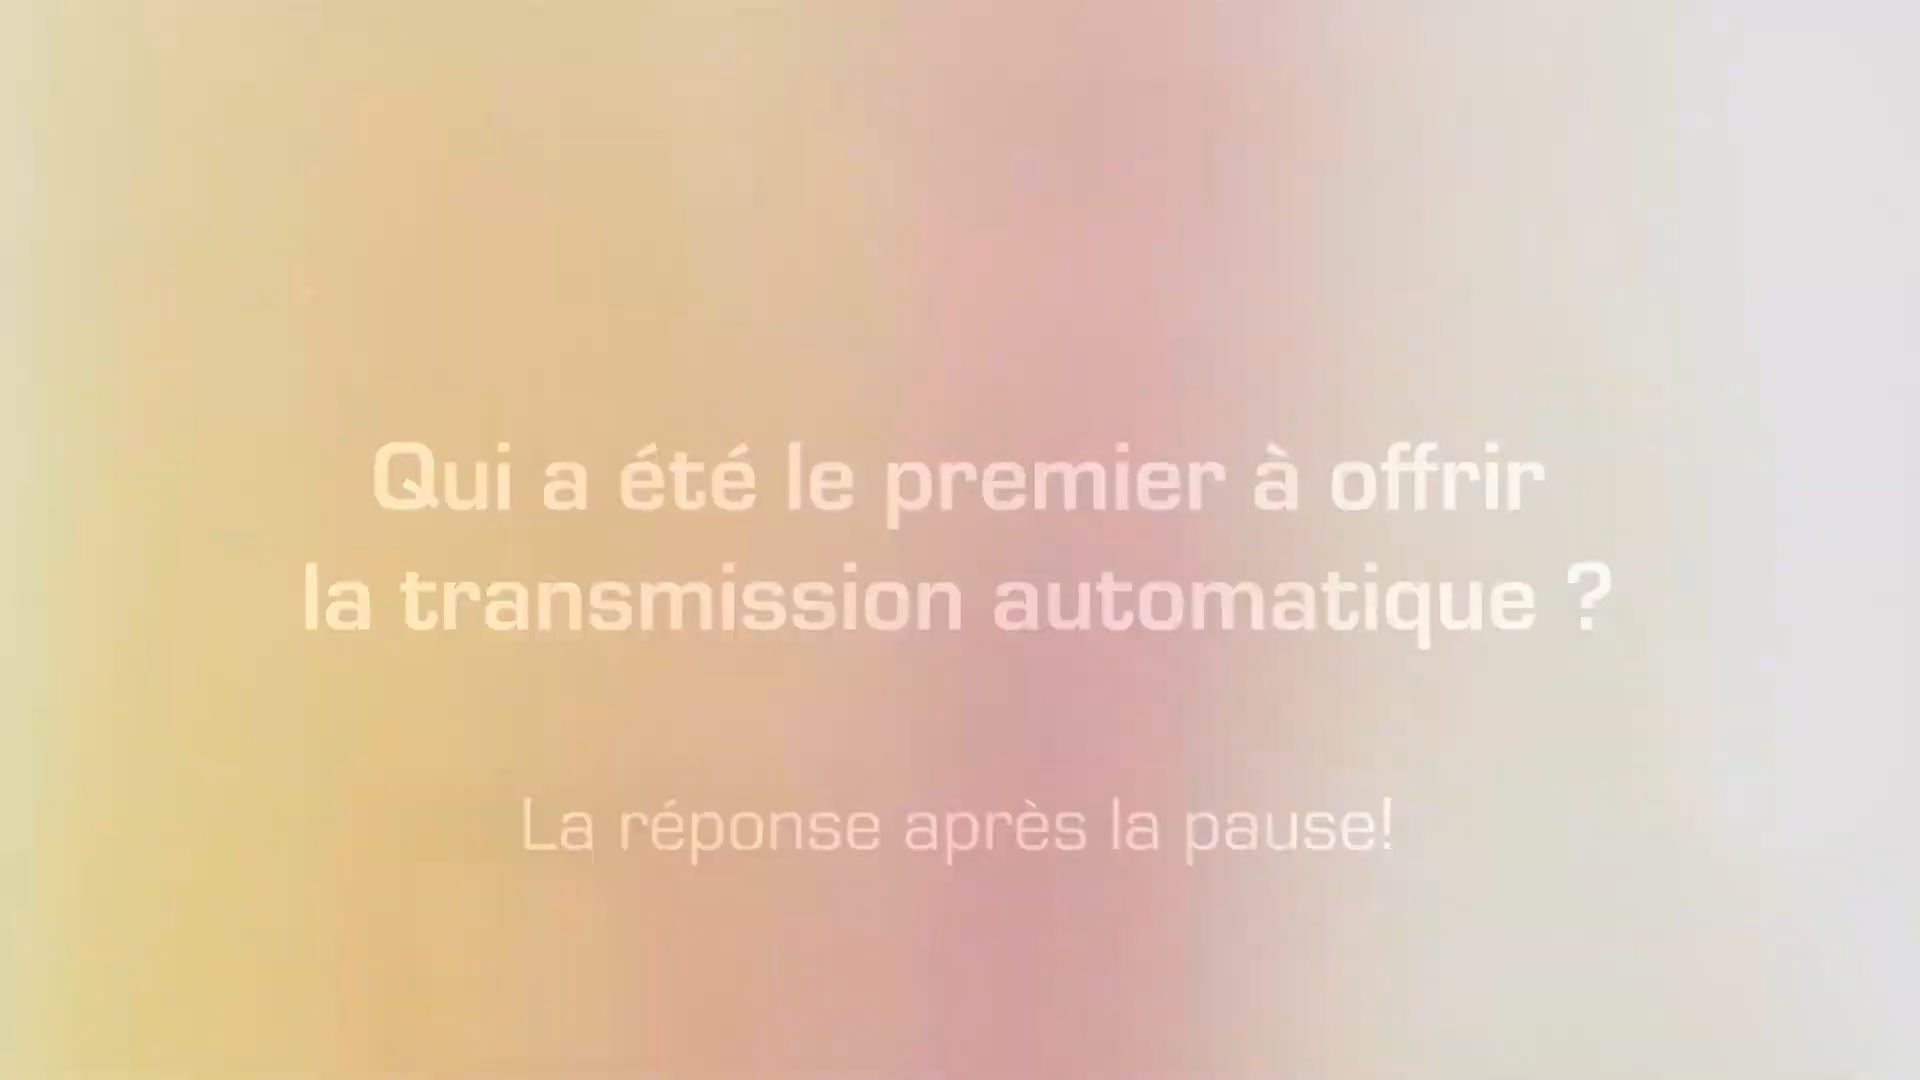 Qui a été le premier à offrir
la transmission automatique ?
La réponse après la pause!